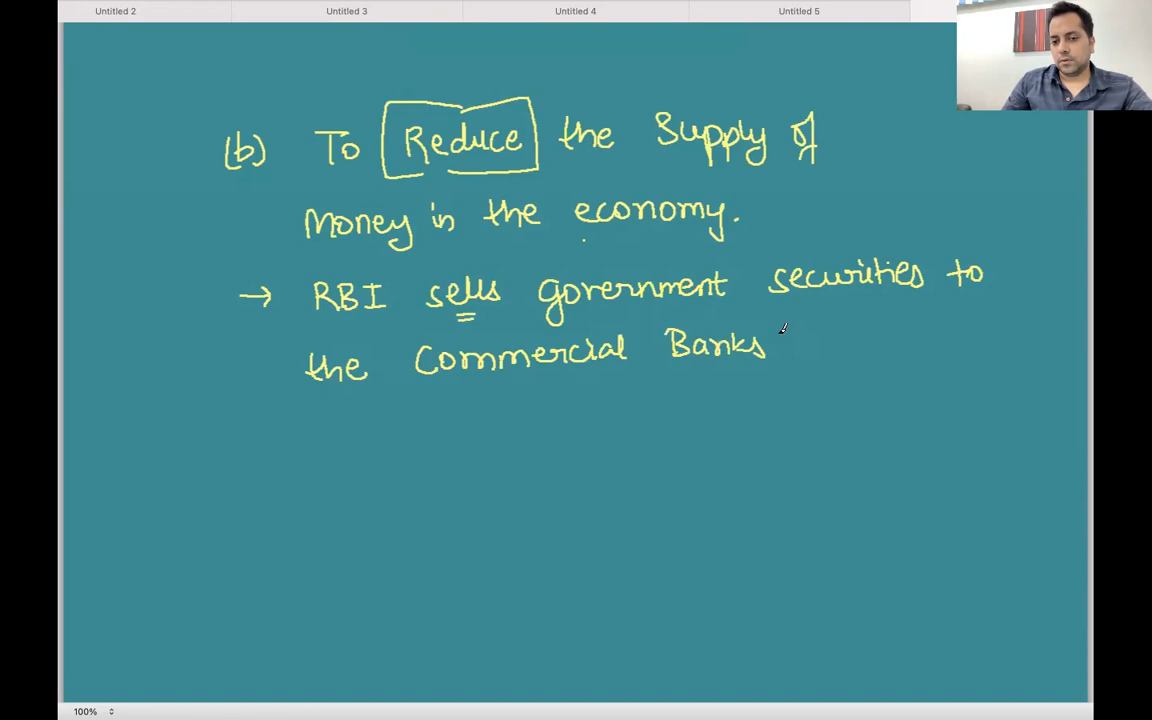 Untitled 2 Untitled 3 Untitled 4 Untitled 5
(b) To Reduce the Supply of
Money in the economy.
→ RBI sells government securities to
the Commercial Banks
100%